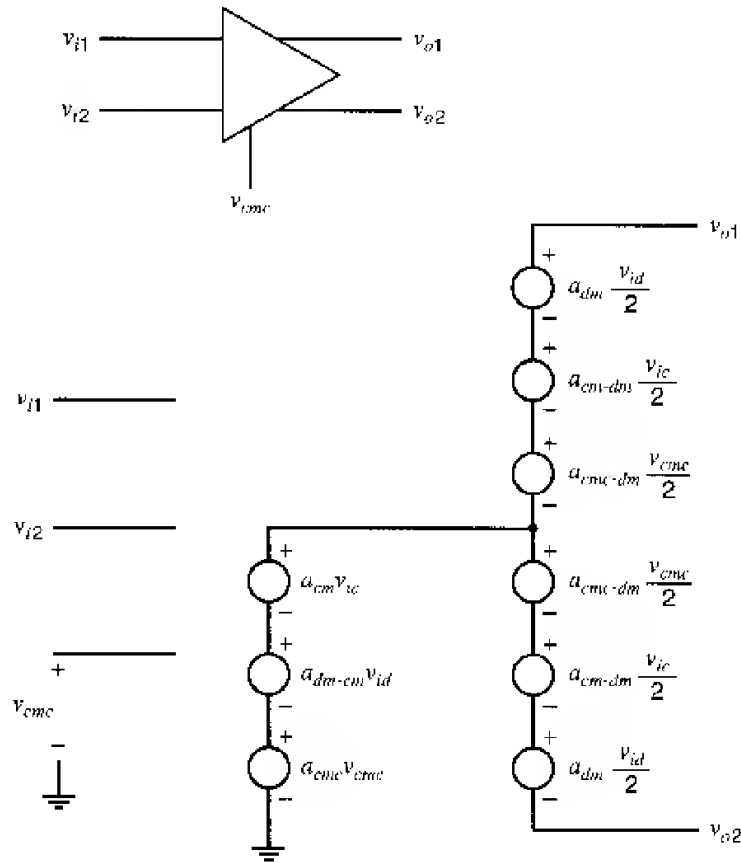 v_i1
v_o1
v_i2
v_o2
v_cmc
v_o1
+
a_dm v_id/2
−
+
a_cm-dm v_ic/2
−
v_i1
+
a_cmc-dm v_cmc/2
−
v_i2
+
a_cm v_ic
−
+
a_cmc-dm v_cmc/2
−
+
a_dm-cm v_id
−
+
a_cm-dm v_ic/2
−
+
v_cmc
−
+
a_cmc v_cmc
−
+
a_dm v_id/2
−
v_o2